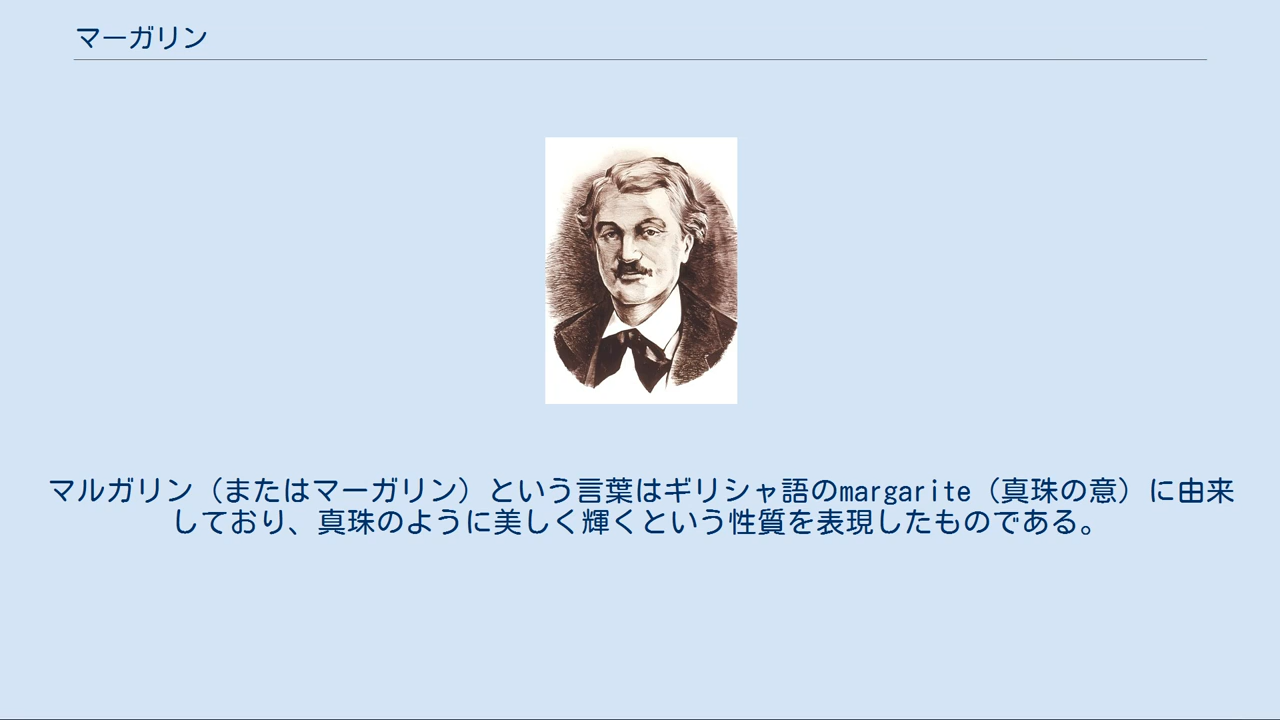 マーガリン
マルガリン（またはマーガリン）という言葉はギリシャ語のmargarite（真珠の意）に由来
しており、真珠のように美しく輝くという性質を表現したものである。